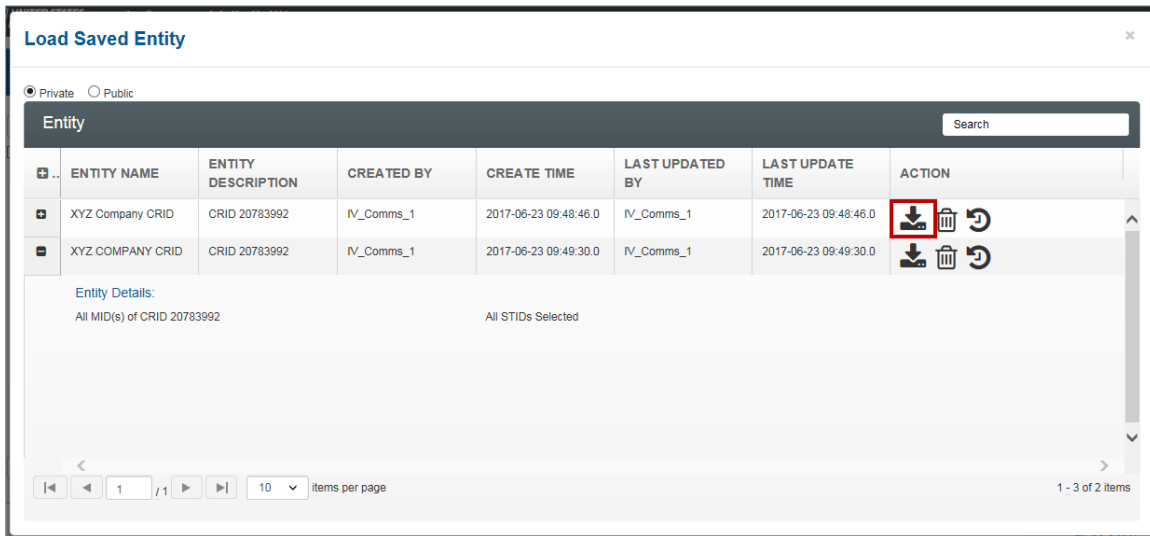 UNITED STATES
Load Saved Entity
×
Private Public
Entity
Search
.. ENTITY NAME ENTITY DESCRIPTION CREATED BY CREATE TIME LAST UPDATED BY LAST UPDATE TIME ACTION
XYZ Company CRID CRID 20783992 IV_Comms_1 2017-06-23 09:48:46.0 IV_Comms_1 2017-06-23 09:48:46.0
XYZ COMPANY CRID CRID 20783992 IV_Comms_1 2017-06-23 09:49:30.0 IV_Comms_1 2017-06-23 09:49:30.0
Entity Details:
All MID(s) of CRID 20783992 All STIDs Selected
1 / 1 10 items per page 1 - 3 of 2 items